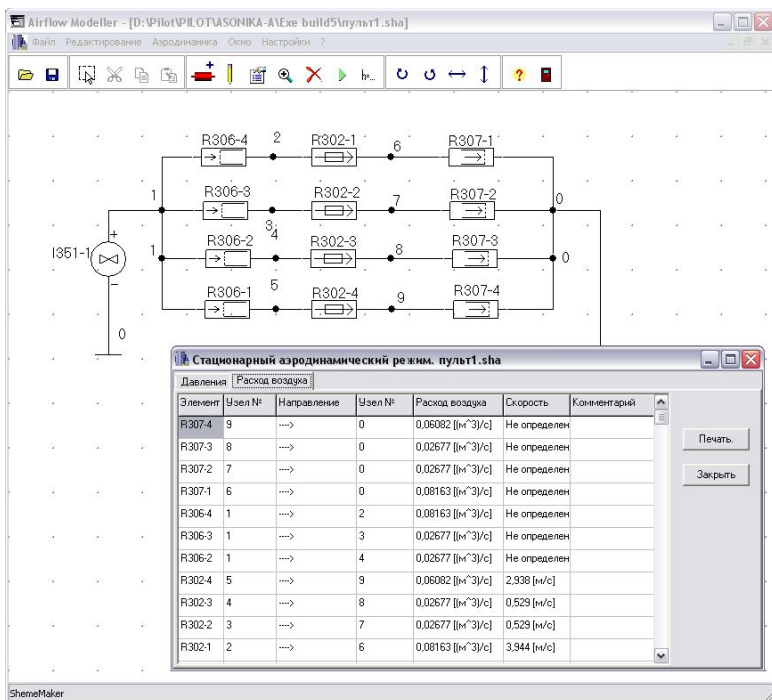 Airflow Modeller - [D:\Pilot\PILOT\ASONIKA-A\Exe build5\пульт1.sha]
Файл Редактирование Аэродинамика Окно Настройки ?
R306-4 2 R302-1 6 R307-1
1 R306-3 R302-2 7 R307-2 0
3
4
I351-1 + 1 R306-2 R302-3 8 R307-3 0
R306-1 5 R302-4 9 R307-4
0
Стационарный аэродинамический режим. пульт1.sha
Давления Расход воздуха
Элемент Узел № Направление Узел № Расход воздуха Скорость Комментарий
R307-4 9 ----> 0 0,06082 [(м^3)/с] Не определен
R307-3 8 ----> 0 0,02677 [(м^3)/с] Не определен
R307-2 7 ----> 0 0,02677 [(м^3)/с] Не определен
R307-1 6 ----> 0 0,08163 [(м^3)/с] Не определен
R306-4 1 ----> 2 0,08163 [(м^3)/с] Не определен
R306-3 1 ----> 3 0,02677 [(м^3)/с] Не определен
R306-2 1 ----> 4 0,02677 [(м^3)/с] Не определен
R302-4 5 ----> 9 0,06082 [(м^3)/с] 2,938 [м/с]
R302-3 4 ----> 8 0,02677 [(м^3)/с] 0,529 [м/с]
R302-2 3 ----> 7 0,02677 [(м^3)/с] 0,529 [м/с]
R302-1 2 ----> 6 0,08163 [(м^3)/с] 3,944 [м/с]
Печать.
Закрыть
ShemeMaker